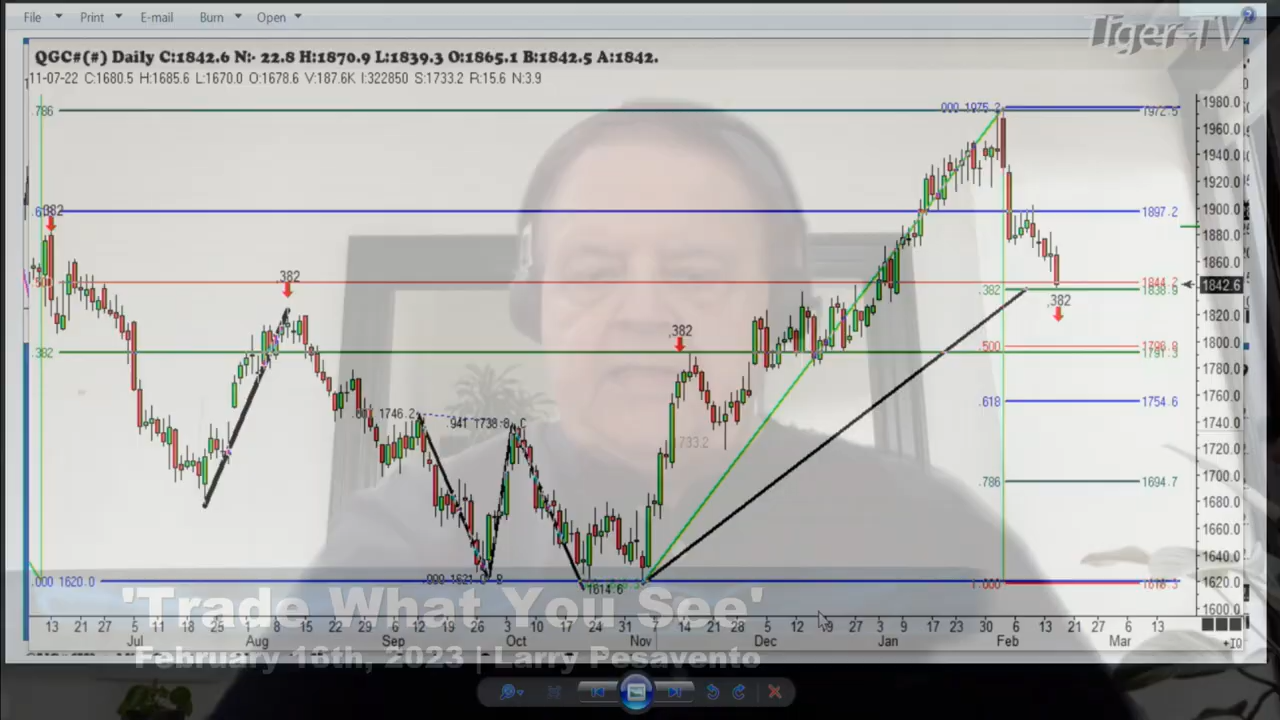 File Print E-mail Burn Open
Tiger-TV
QGC#(#) Daily C:1842.6 N:- 22.8 H:1870.9 L:1839.3 O:1865.1 B:1842.5 A:1842.
11-07-22 C:1680.5 H:1685.6 L:1670.0 O:1678.6 V:187.6K I:322850 S:1733.2 R:15.6 N:3.9
1980.0
.786 .000 1975.2 1972.5
1960.0
1940.0
1920.0
.382 1897.2 1900.0
1880.0
1860.0
.382 1844.2
.382 1838.9 1842.6
.382
1820.0
.382
.500 1796.8 1800.0
.382 1791.3
1780.0
.618 1754.6 1760.0
1746.2 .941 1738.8 C 1740.0
733.2 1720.0
1700.0
.786 1694.7
1680.0
1660.0
1640.0
.000 1620.0 .000 1621.0 B 1.000 1620.0
1614.6
1600.0
'Trade What You See'
13 21 27 5 11 18 25 8 15 22 29 6 12 19 26 3 10 17 24 31 7 14 21 28 5 12 19 27 3 9 17 23 30 6 13 21 27 6 13
Jul Aug Sep Oct Nov Dec Jan Feb Mar
+TO
February 16th, 2023 | Larry Pesavento